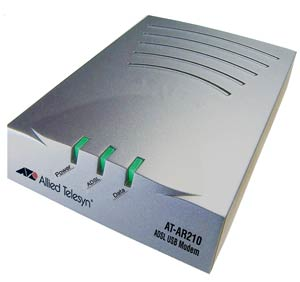 Power
ADSL
Data
Allied Telesyn®
AT-AR210
ADSL USB Modem